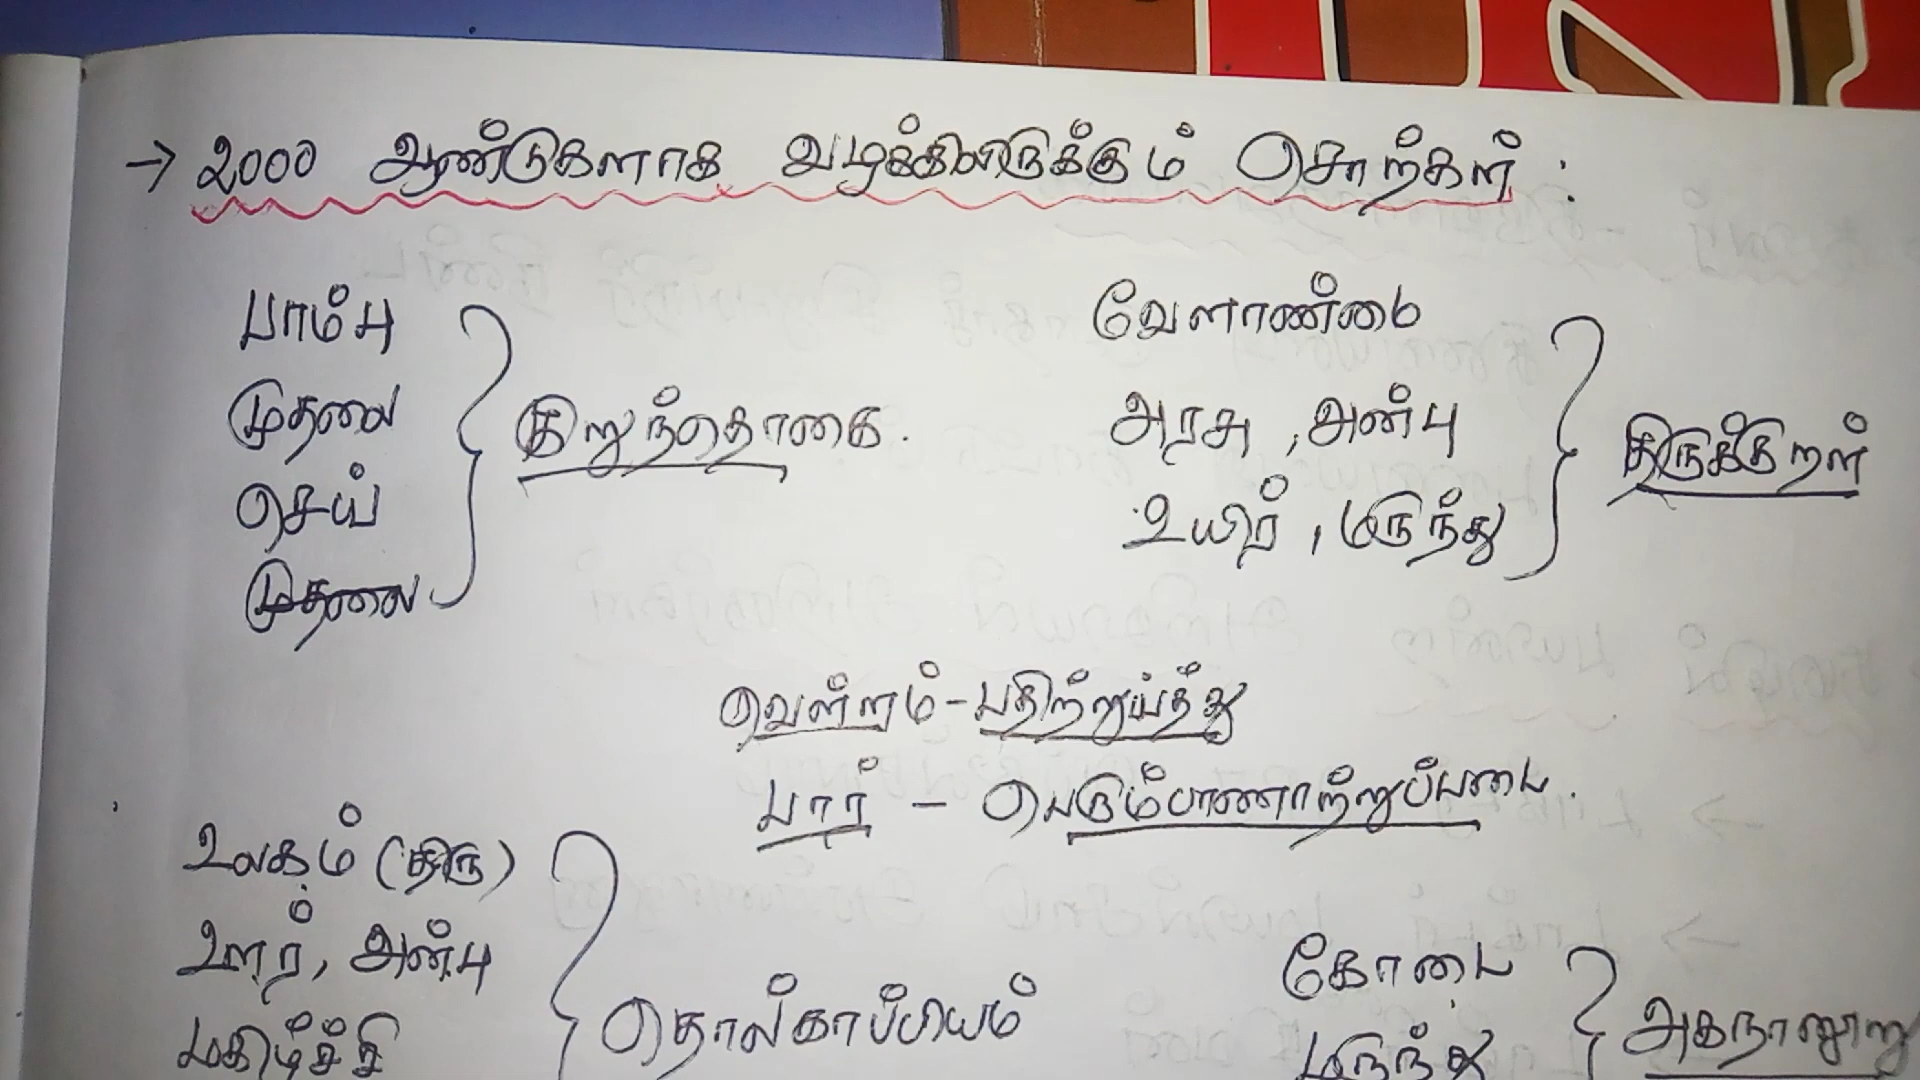 → 2000 ஆண்டுகளாக வழக்கிலிருக்கும் சொற்கள் :
பாம்பு
முதலை
செய்
முதலை
குறுந்தொகை.
வேளாண்மை
அரசு , அன்பு
உயிர் , மருந்து
திருக்குறள்
வெள்ளம் - பதிற்றுப்த்து
பார் - பெரும்பாணாற்றுப்படை.
உலகம் (திரு)
ஊர், அன்பு
மகிழ்ச்சி
தொல்காப்பியம்
கோடை
மருந்து
அகநானூறு